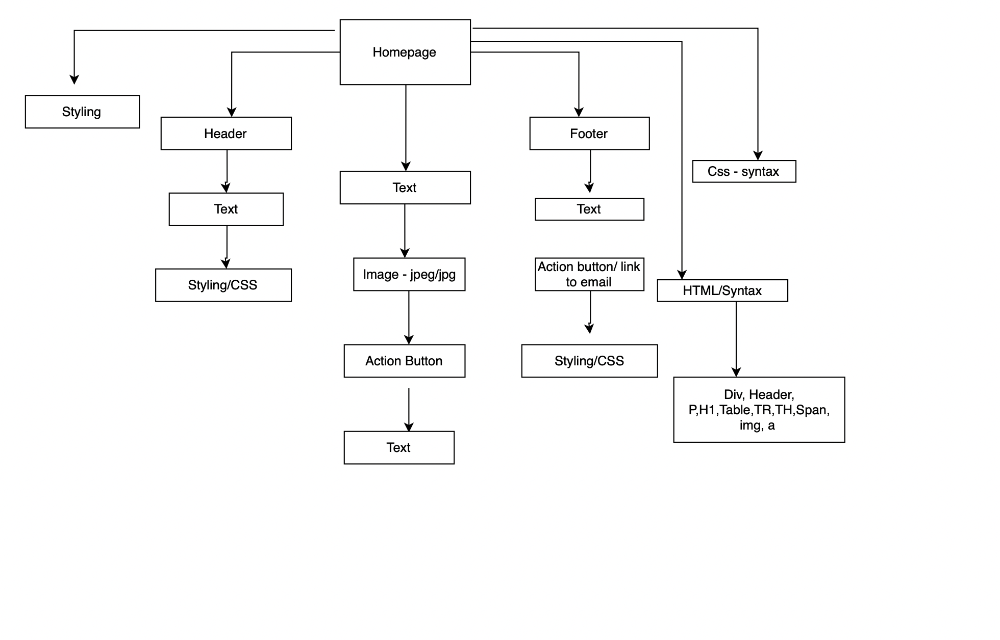 Homepage
Styling
Header
Footer
Css - syntax
Text
Text
Text
Image - jpeg/jpg
Action button/ link
to email
Styling/CSS
HTML/Syntax
Action Button
Styling/CSS
Div, Header,
P,H1,Table,TR,TH,Span,
img, a
Text